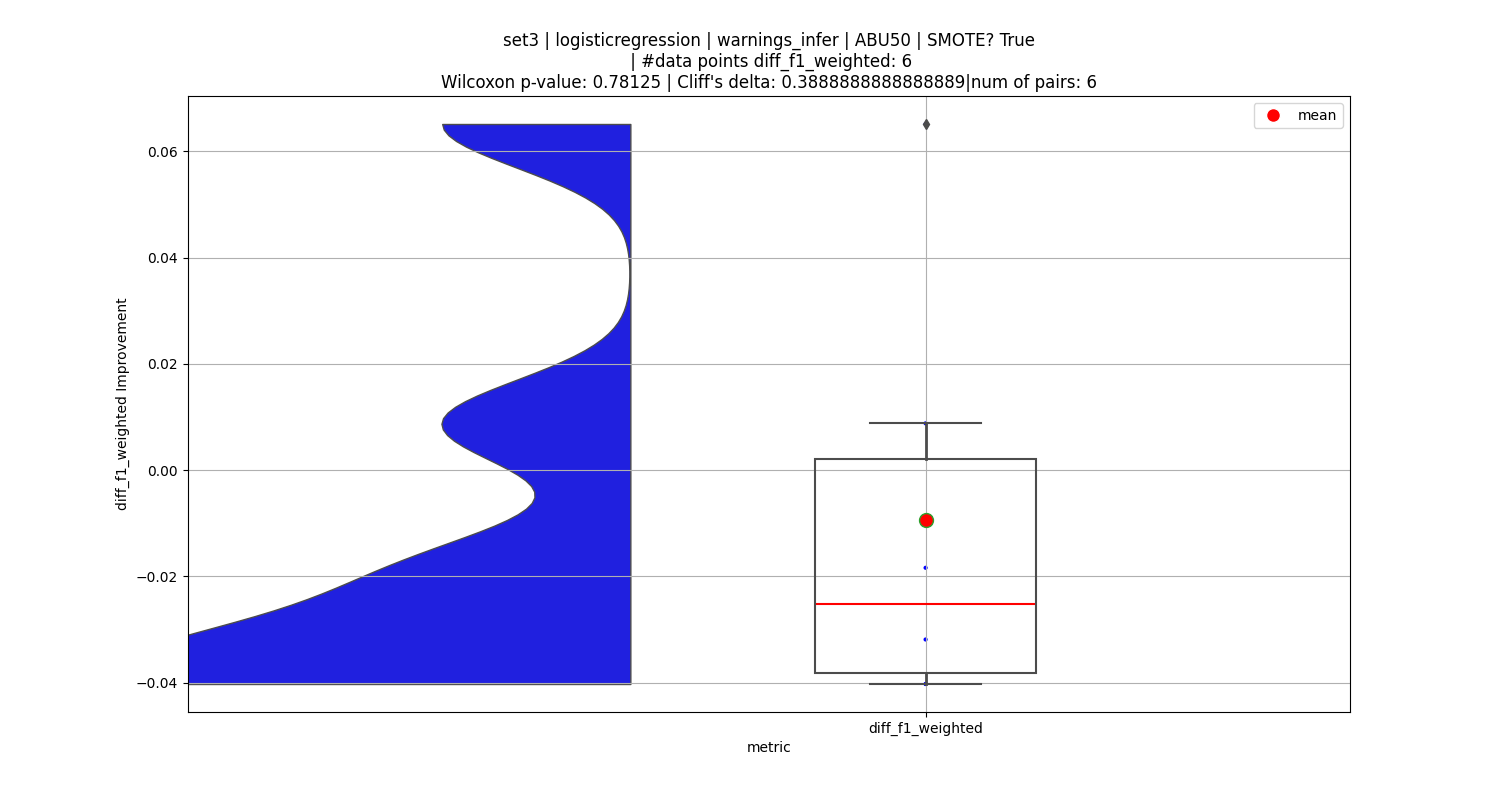 set3 | logisticregression | warnings_infer | ABU50 | SMOTE? True
| #data points diff_f1_weighted: 6
Wilcoxon p-value: 0.78125 | Cliff's delta: 0.3888888888888889|num of pairs: 6
mean
0.06
0.04
0.02
0.00
−0.02
−0.04
diff_f1_weighted Improvement
diff_f1_weighted
metric